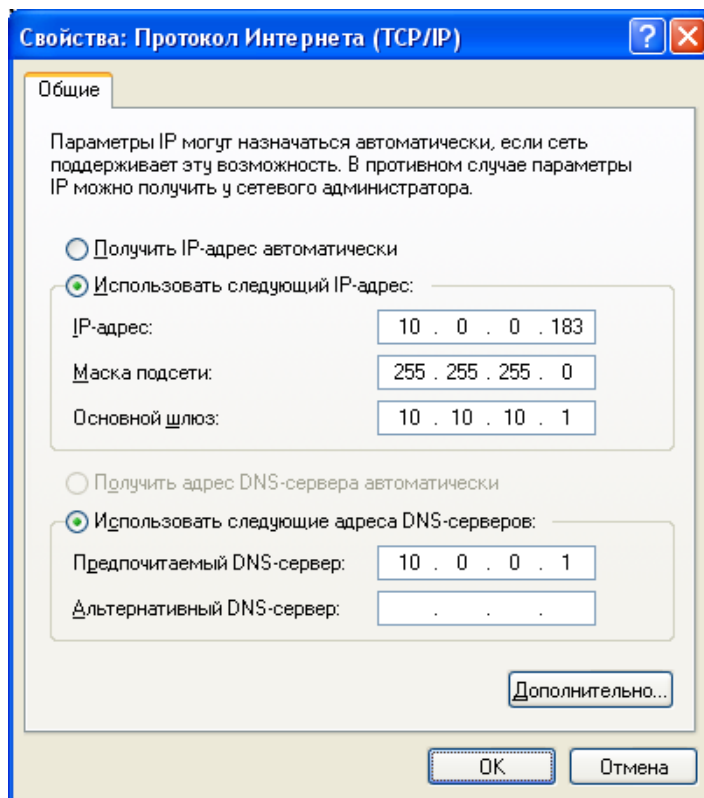 Свойства: Протокол Интернета (TCP/IP)
Общие
Параметры IP могут назначаться автоматически, если сеть
поддерживает эту возможность. В противном случае параметры
IP можно получить у сетевого администратора.
Получить IP-адрес автоматически
Использовать следующий IP-адрес:
IP-адрес: 10 . 0 . 0 . 183
Маска подсети: 255 . 255 . 255 . 0
Основной шлюз: 10 . 10 . 10 . 1
Получить адрес DNS-сервера автоматически
Использовать следующие адреса DNS-серверов:
Предпочитаемый DNS-сервер: 10 . 0 . 0 . 1
Альтернативный DNS-сервер: . . .
Дополнительно...
OK Отмена